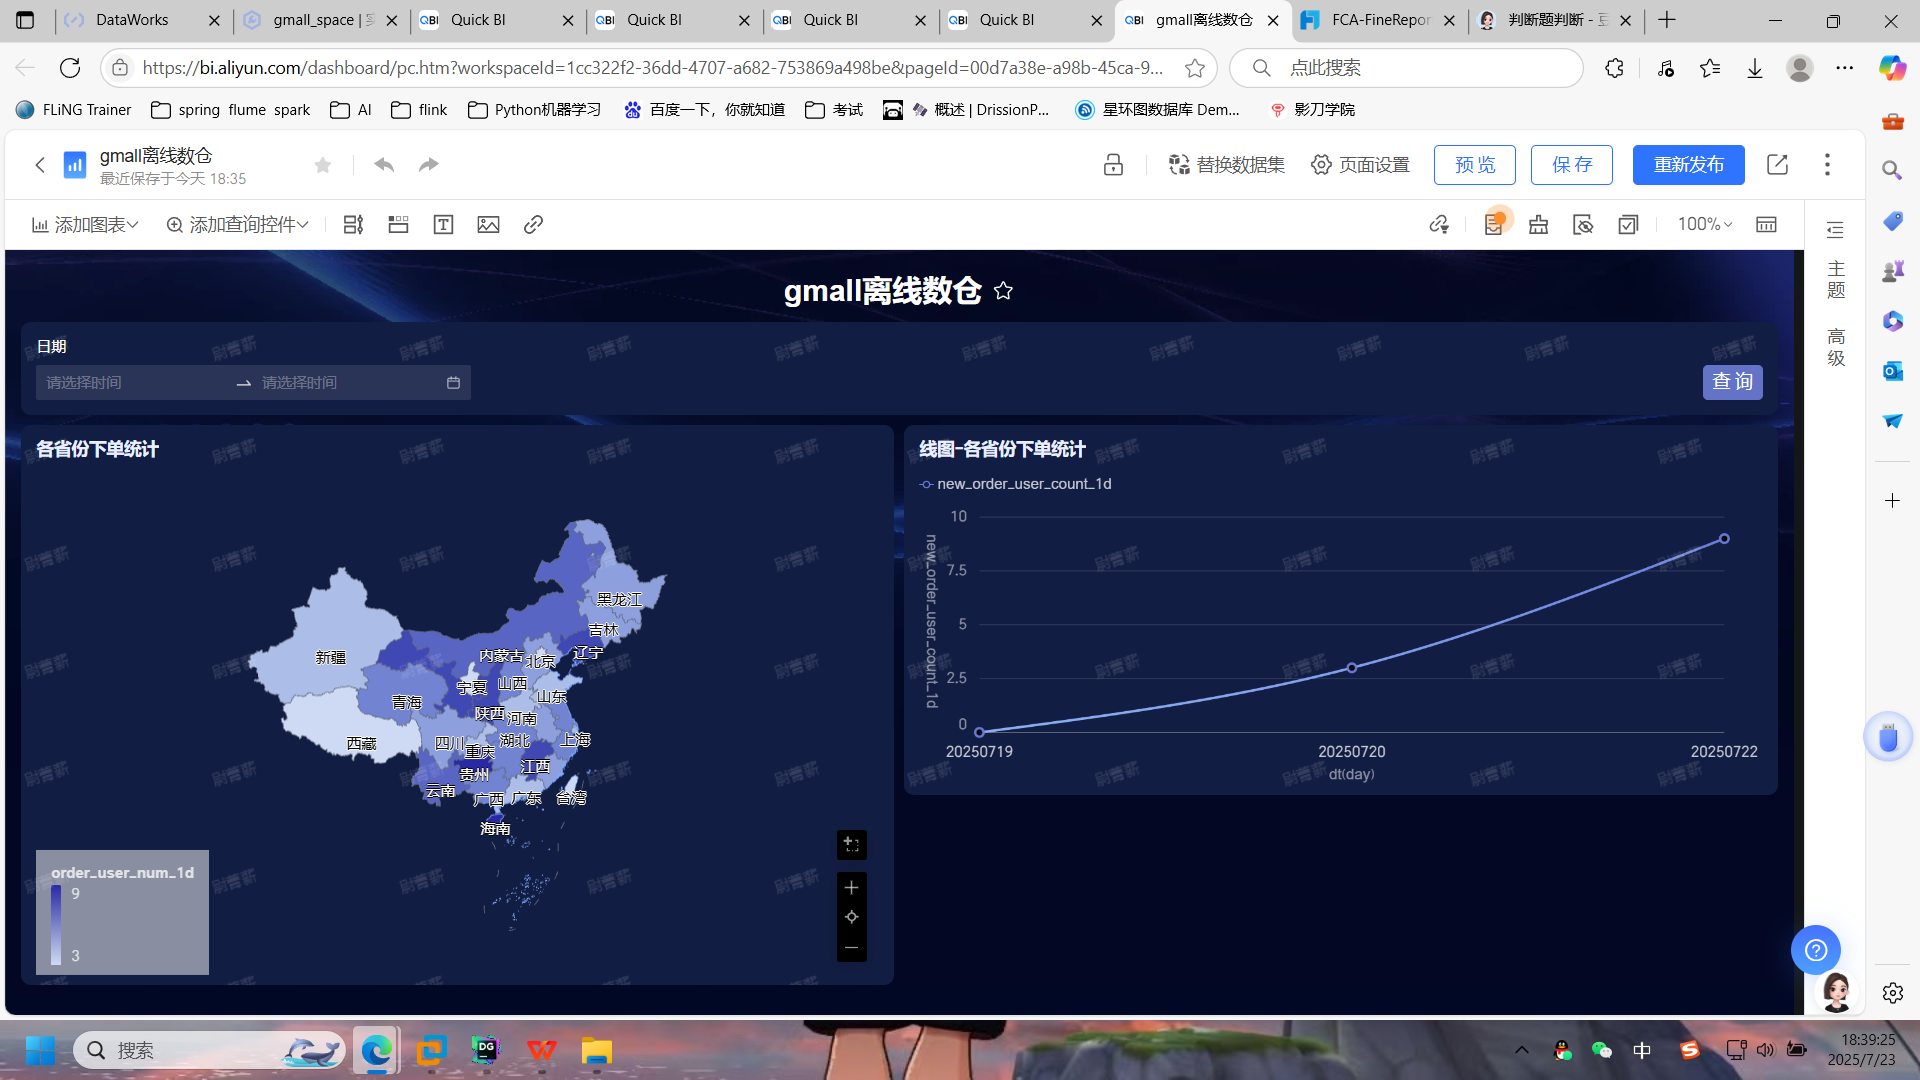 DataWorks
gmall_space | 实
Quick BI
Quick BI
Quick BI
Quick BI
gmall离线数仓
FCA-FineRepor
判断题判断 - 豆
https://bi.aliyun.com/dashboard/pc.htm?workspaceId=1cc322f2-36dd-4707-a682-753869a498be&pageId=00d7a38e-a98b-45ca-9...
点此搜索
FLiNG Trainer
spring flume spark
AI
flink
Python机器学习
百度一下，你就知道
考试
概述 | DrissionP...
星环图数据库 Dem...
影刀学院
gmall离线数仓
最近保存于今天 18:35
替换数据集
页面设置
预 览
保 存
重新发布
添加图表
添加查询控件
100%
主题
高级
gmall离线数仓
日期
请选择时间
请选择时间
查 询
各省份下单统计
黑龙江
吉林
辽宁
内蒙古
北京
新疆
宁夏
山西
山东
青海
陕西
河南
西藏
四川
重庆
湖北
上海
贵州
江西
云南
广西
广东
台湾
海南
order_user_num_1d
9
3
线图-各省份下单统计
new_order_user_count_1d
new_order_user_count_1d
10
7.5
5
2.5
0
20250719
20250720
20250722
dt(day)
搜索
中
18:39:25
2025/7/23